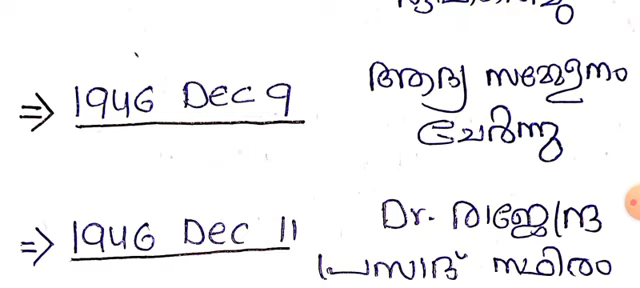 ⇒ 1946 Dec 9 ആദ്യ സമ്മേളനം
ചേർന്നു
⇒ 1946 Dec 11 Dr. രാജേന്ദ്ര
പ്രസാദ് സ്ഥിരം